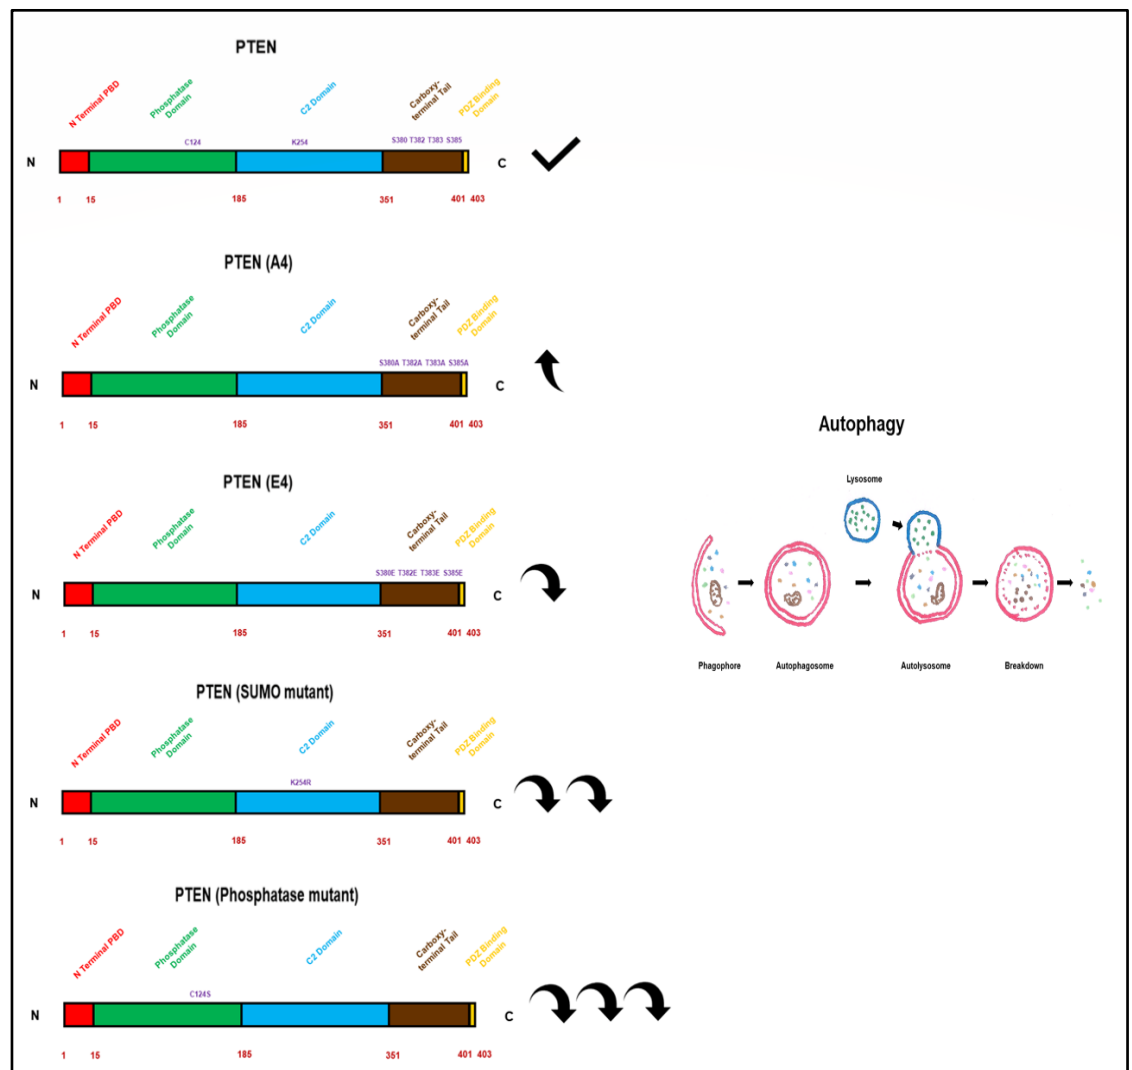 PTEN
N Terminal PBD
Phosphatase
Domain
C2 Domain
Carboxy-
terminal Tail
PDZ Binding
Domain
C124
K254
S380 T382 T383 S385
N
C
1 15 185 351 401 403
PTEN (A4)
N Terminal PBD
Phosphatase
Domain
C2 Domain
Carboxy-
terminal Tail
PDZ Binding
Domain
S380A T382A T383A S385A
N
C
1 15 185 351 401 403
PTEN (E4)
N Terminal PBD
Phosphatase
Domain
C2 Domain
Carboxy-
terminal Tail
PDZ Binding
Domain
S380E T382E T383E S385E
N
C
1 15 185 351 401 403
PTEN (SUMO mutant)
N Terminal PBD
Phosphatase
Domain
C2 Domain
Carboxy-
terminal Tail
PDZ Binding
Domain
K254R
N
C
1 15 185 351 401 403
PTEN (Phosphatase mutant)
N Terminal PBD
Phosphatase
Domain
C2 Domain
Carboxy-
terminal Tail
PDZ Binding
Domain
C124S
N
C
1 15 185 351 401 403
Autophagy
Lysosome
Phagophore
Autophagosome
Autolysosome
Breakdown